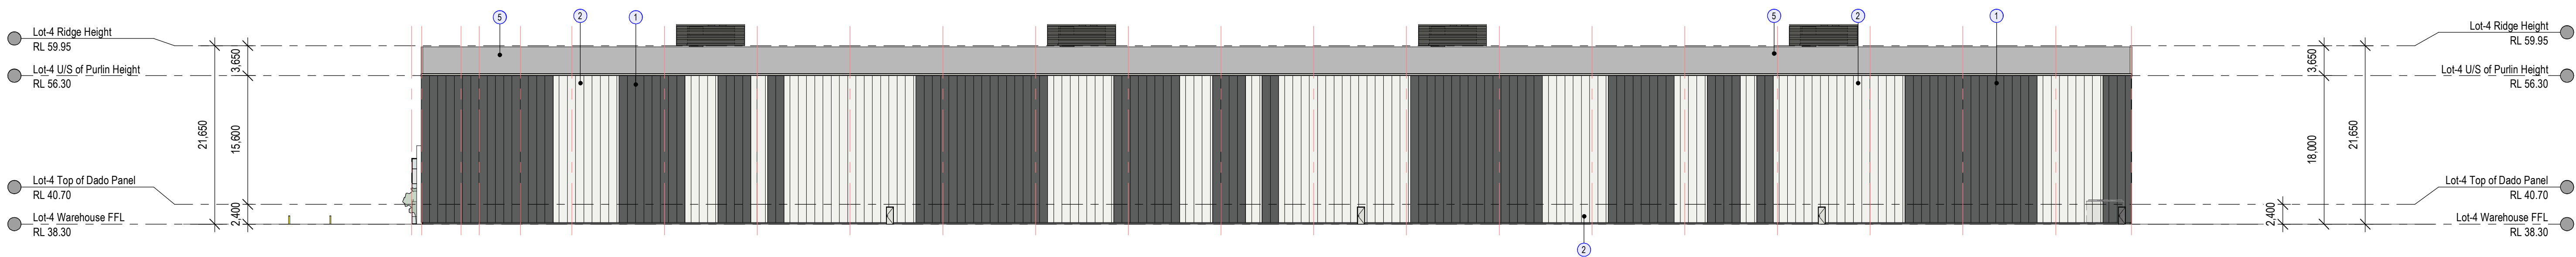 5
2
1
5
2
1
Lot-4 Ridge Height
RL 59.95
Lot-4 U/S of Purlin Height
RL 56.30
Lot-4 Top of Dado Panel
RL 40.70
Lot-4 Warehouse FFL
RL 38.30
21,650
3,650
15,600
2,400
2
2,400
18,000
3,650
21,650
Lot-4 Ridge Height
RL 59.95
Lot-4 U/S of Purlin Height
RL 56.30
Lot-4 Top of Dado Panel
RL 40.70
Lot-4 Warehouse FFL
RL 38.30